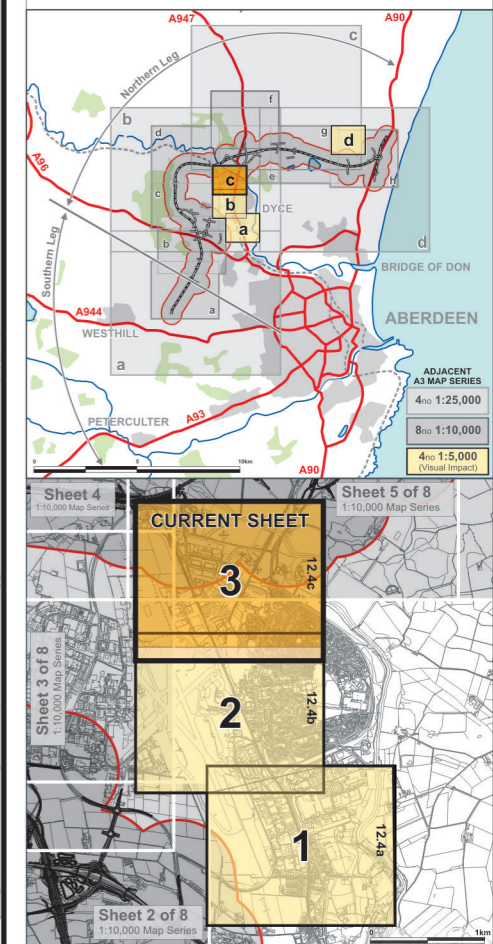 A947
A90
Northern Leg
c
b
f
d
g
d
h
A96
c
c
e
DYCE
b
a
d
Southern Leg
b
BRIDGE OF DON
A944
a
ABERDEEN
WESTHILL
a
ADJACENT
A3 MAP SERIES
4no 1:25,000
8no 1:10,000
4no 1:5,000
(Visual Impact)
PETERCULTER
A93
0 5 10km
A90
Sheet 4
1:10,000 Map Series
Sheet 5 of 8
1:10,000 Map Series
CURRENT SHEET
3
12.4c
Sheet 3 of 8
1:10,000 Map Series
2
12.4b
1
12.4a
Sheet 2 of 8
1:10,000 Map Series
0 1km